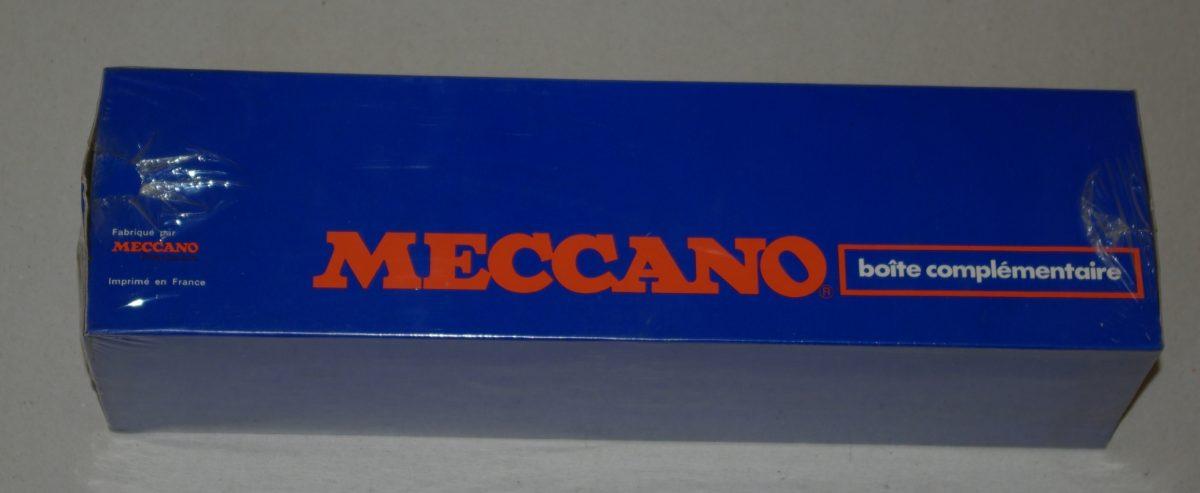 Fabriqué par
MECCANO
Imprimé en France
MECCANO®
boîte complémentaire